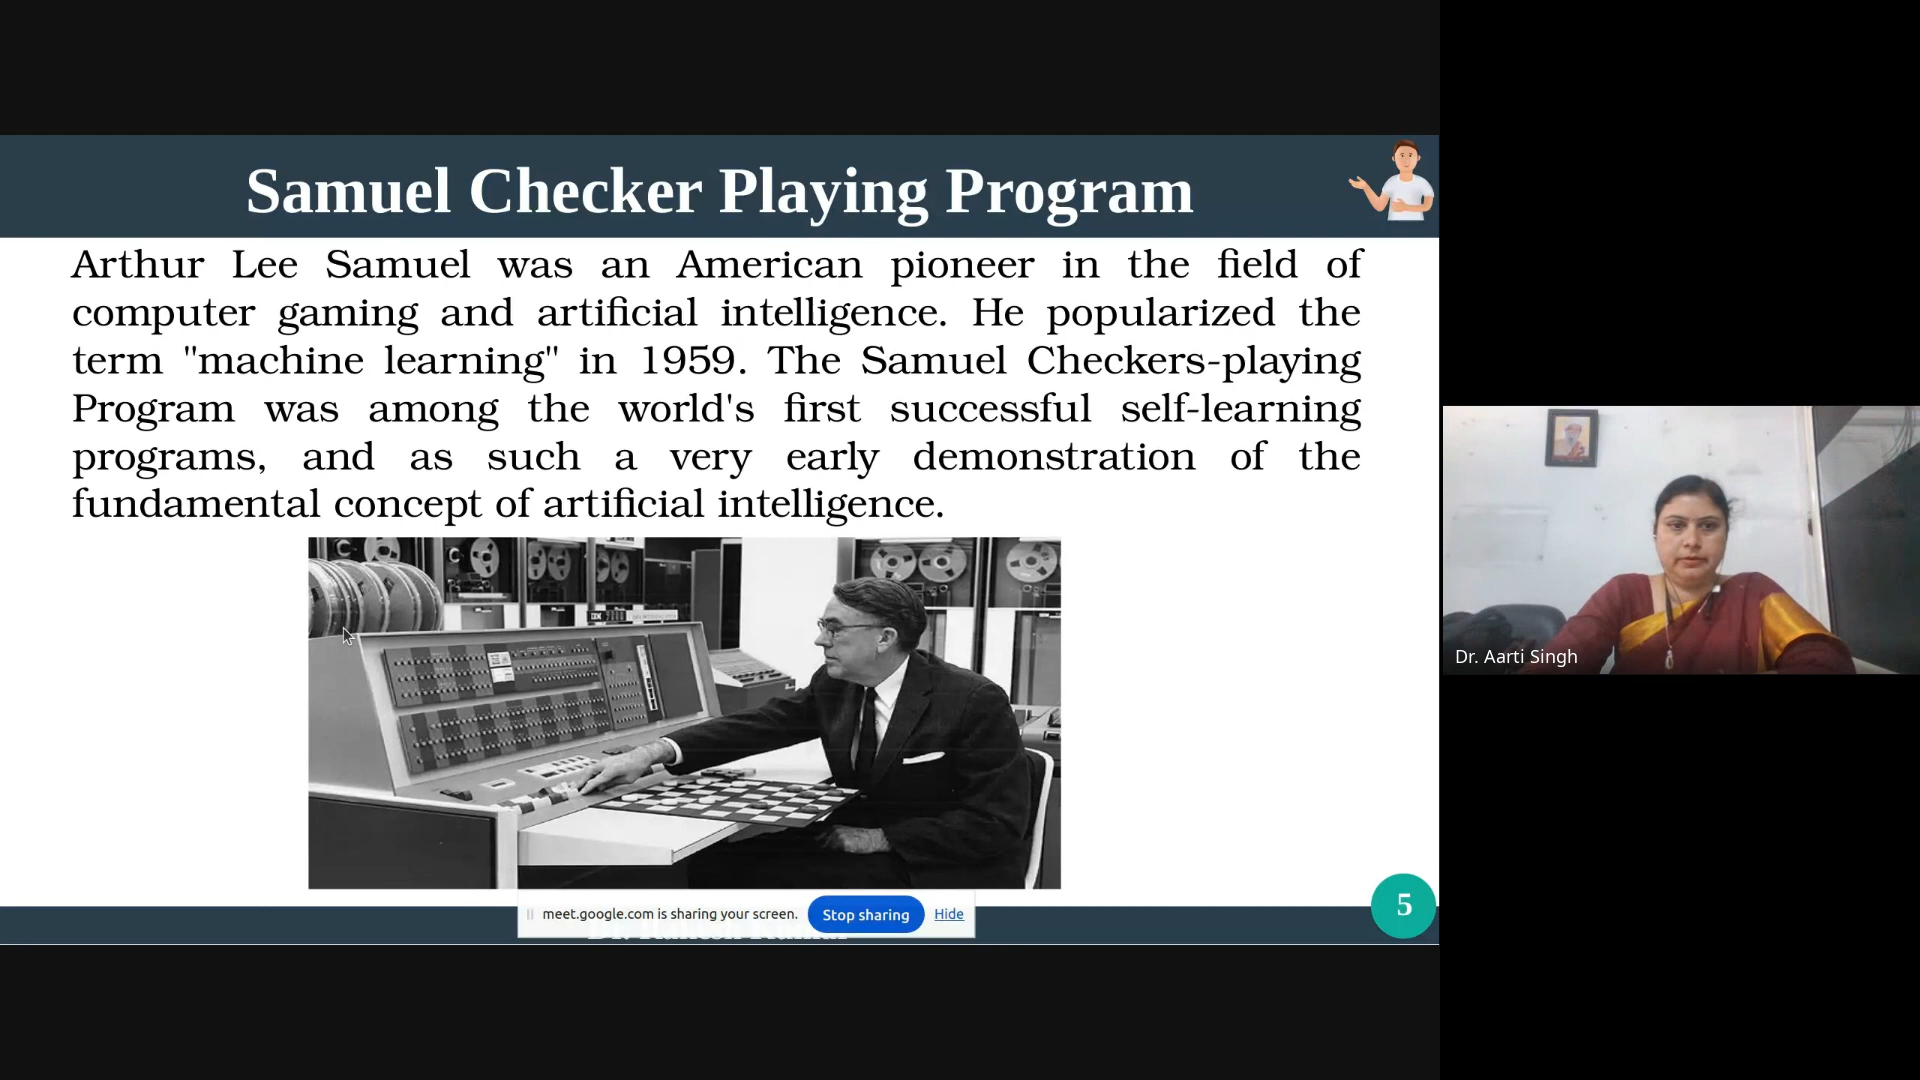 Samuel Checker Playing Program
Arthur Lee Samuel was an American pioneer in the field of
computer gaming and artificial intelligence. He popularized the
term "machine learning" in 1959. The Samuel Checkers-playing
Program was among the world's first successful self-learning
programs, and as such a very early demonstration of the
fundamental concept of artificial intelligence.
IBM
Dr. Aarti Singh
5
meet.google.com is sharing your screen.
Stop sharing
Hide